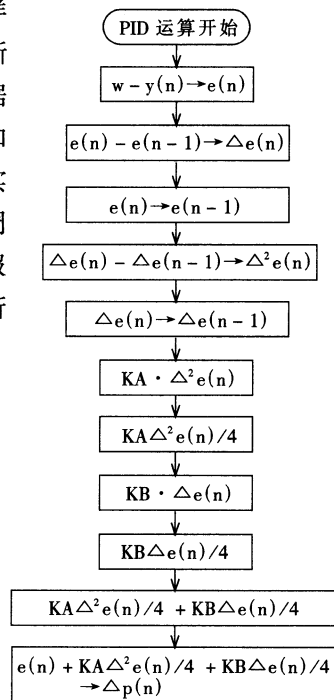 PID 运算开始
w-y(n)→e(n)
e(n)-e(n-1)→△e(n)
e(n)→e(n-1)
△e(n)-△e(n-1)→△²e(n)
△e(n)→△e(n-1)
KA·△²e(n)
KA△²e(n)/4
KB·△e(n)
KB△e(n)/4
KA△²e(n)/4+KB△e(n)/4
e(n)+KA△²e(n)/4+KB△e(n)/4
→△p(n)